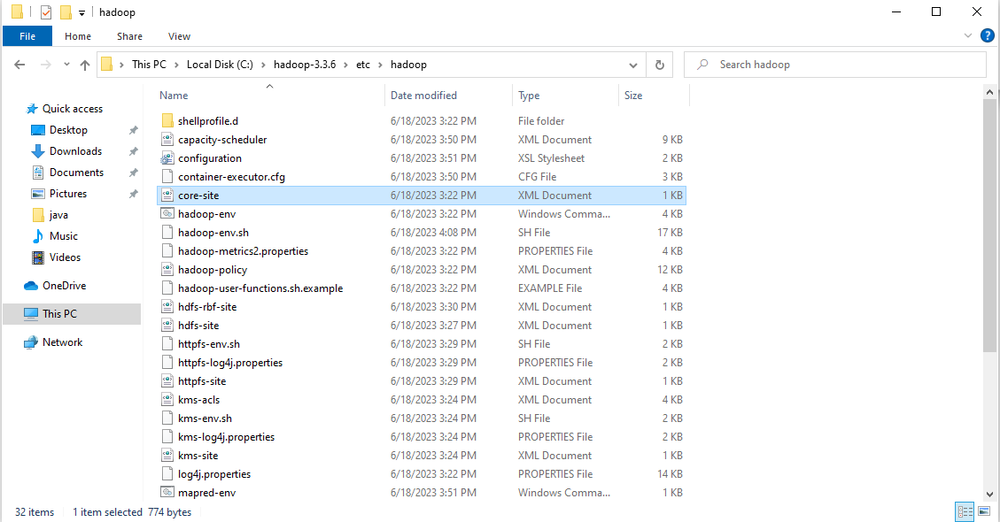 hadoop
File Home Share View
This PC Local Disk (C:) hadoop-3.3.6 etc hadoop
Search hadoop
Name Date modified Type Size
Quick access
Desktop
Downloads
Documents
Pictures
java
Music
Videos
OneDrive
This PC
Network
shellprofile.d 6/18/2023 3:22 PM File folder
capacity-scheduler 6/18/2023 3:50 PM XML Document 9 KB
configuration 6/18/2023 3:51 PM XSL Stylesheet 2 KB
container-executor.cfg 6/18/2023 3:50 PM CFG File 3 KB
core-site 6/18/2023 3:22 PM XML Document 1 KB
hadoop-env 6/18/2023 3:22 PM Windows Comma... 4 KB
hadoop-env.sh 6/18/2023 4:08 PM SH File 17 KB
hadoop-metrics2.properties 6/18/2023 3:22 PM PROPERTIES File 4 KB
hadoop-policy 6/18/2023 3:22 PM XML Document 12 KB
hadoop-user-functions.sh.example 6/18/2023 3:22 PM EXAMPLE File 4 KB
hdfs-rbf-site 6/18/2023 3:30 PM XML Document 1 KB
hdfs-site 6/18/2023 3:27 PM XML Document 1 KB
httpfs-env.sh 6/18/2023 3:29 PM SH File 2 KB
httpfs-log4j.properties 6/18/2023 3:29 PM PROPERTIES File 2 KB
httpfs-site 6/18/2023 3:29 PM XML Document 1 KB
kms-acls 6/18/2023 3:24 PM XML Document 4 KB
kms-env.sh 6/18/2023 3:24 PM SH File 2 KB
kms-log4j.properties 6/18/2023 3:24 PM PROPERTIES File 2 KB
kms-site 6/18/2023 3:24 PM XML Document 1 KB
log4j.properties 6/18/2023 3:22 PM PROPERTIES File 14 KB
mapred-env 6/18/2023 3:51 PM Windows Comma... 1 KB
32 items 1 item selected 774 bytes